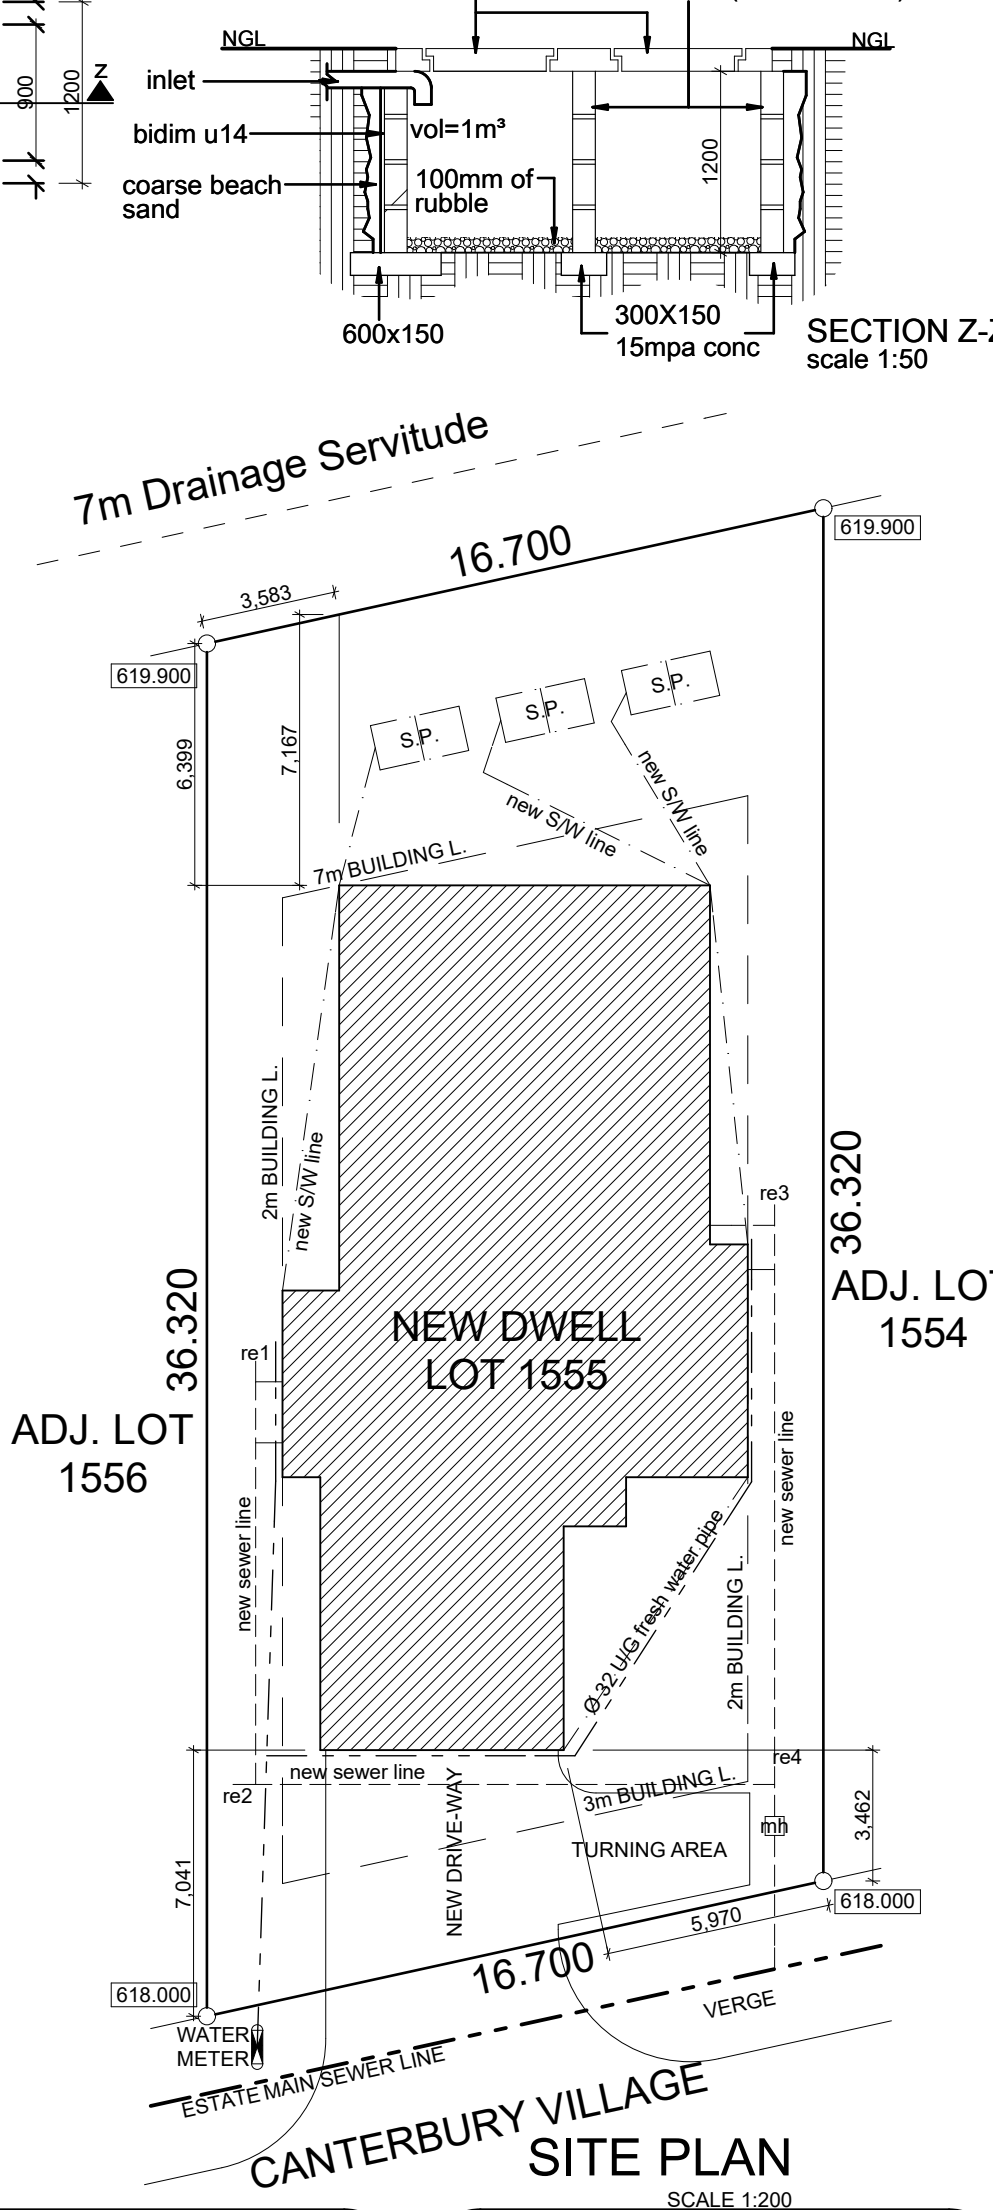 NGL
NGL
inlet
bidim u14
vol=1m³
coarse beach
sand
100mm of
rubble
900
1200
Z
1200
600x150
300X150
15mpa conc
SECTION Z-Z
scale 1:50
7m Drainage Servitude
16.700
619.900
3,583
619.900
6,399
7,167
S.P.
S.P.
S.P.
new S/W line
new S/W line
7m BUILDING L.
2m BUILDING L.
new S/W line
re3
36.320
36.320
ADJ. LOT
1554
NEW DWELL
LOT 1555
re1
ADJ. LOT
1556
new sewer line
new sewer line
Ø 32 U/G fresh water pipe
2m BUILDING L.
new sewer line
re2
re4
3m BUILDING L.
NEW DRIVE-WAY
TURNING AREA
mh
3,462
7,041
5,970
618.000
16.700
618.000
VERGE
WATER
METER
ESTATE MAIN SEWER LINE
CANTERBURY VILLAGE
SITE PLAN
SCALE 1:200